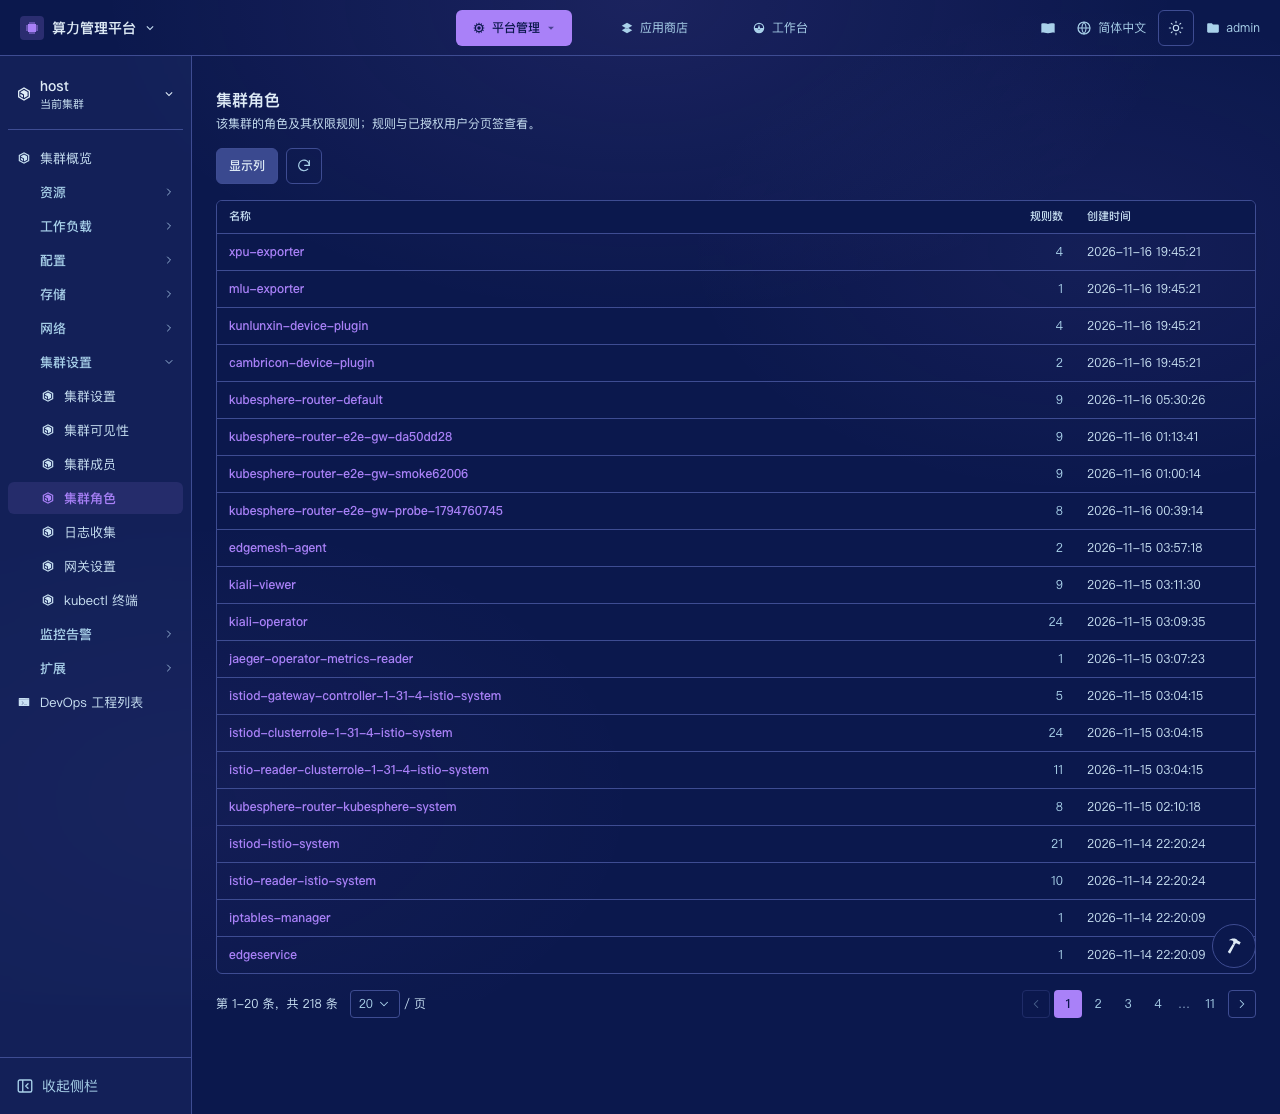 算力管理平台
平台管理
应用商店
工作台
简体中文
admin
host
当前集群
集群概览
资源
工作负载
配置
存储
网络
集群设置
集群设置
集群可见性
集群成员
集群角色
日志收集
网关设置
kubectl 终端
监控告警
扩展
DevOps 工程列表
收起侧栏
集群角色
该集群的角色及其权限规则；规则与已授权用户分页签查看。
显示列
名称 规则数 创建时间
xpu-exporter 4 2026-11-16 19:45:21
mlu-exporter 1 2026-11-16 19:45:21
kunlunxin-device-plugin 4 2026-11-16 19:45:21
cambricon-device-plugin 2 2026-11-16 19:45:21
kubesphere-router-default 9 2026-11-16 05:30:26
kubesphere-router-e2e-gw-da50dd28 9 2026-11-16 01:13:41
kubesphere-router-e2e-gw-smoke62006 9 2026-11-16 01:00:14
kubesphere-router-e2e-gw-probe-1794760745 8 2026-11-16 00:39:14
edgemesh-agent 2 2026-11-15 03:57:18
kiali-viewer 9 2026-11-15 03:11:30
kiali-operator 24 2026-11-15 03:09:35
jaeger-operator-metrics-reader 1 2026-11-15 03:07:23
istiod-gateway-controller-1-31-4-istio-system 5 2026-11-15 03:04:15
istiod-clusterrole-1-31-4-istio-system 24 2026-11-15 03:04:15
istio-reader-clusterrole-1-31-4-istio-system 11 2026-11-15 03:04:15
kubesphere-router-kubesphere-system 8 2026-11-15 02:10:18
istiod-istio-system 21 2026-11-14 22:20:24
istio-reader-istio-system 10 2026-11-14 22:20:24
iptables-manager 1 2026-11-14 22:20:09
edgeservice 1 2026-11-14 22:20:09
第 1-20 条，共 218 条 20 / 页 1 2 3 4 … 11